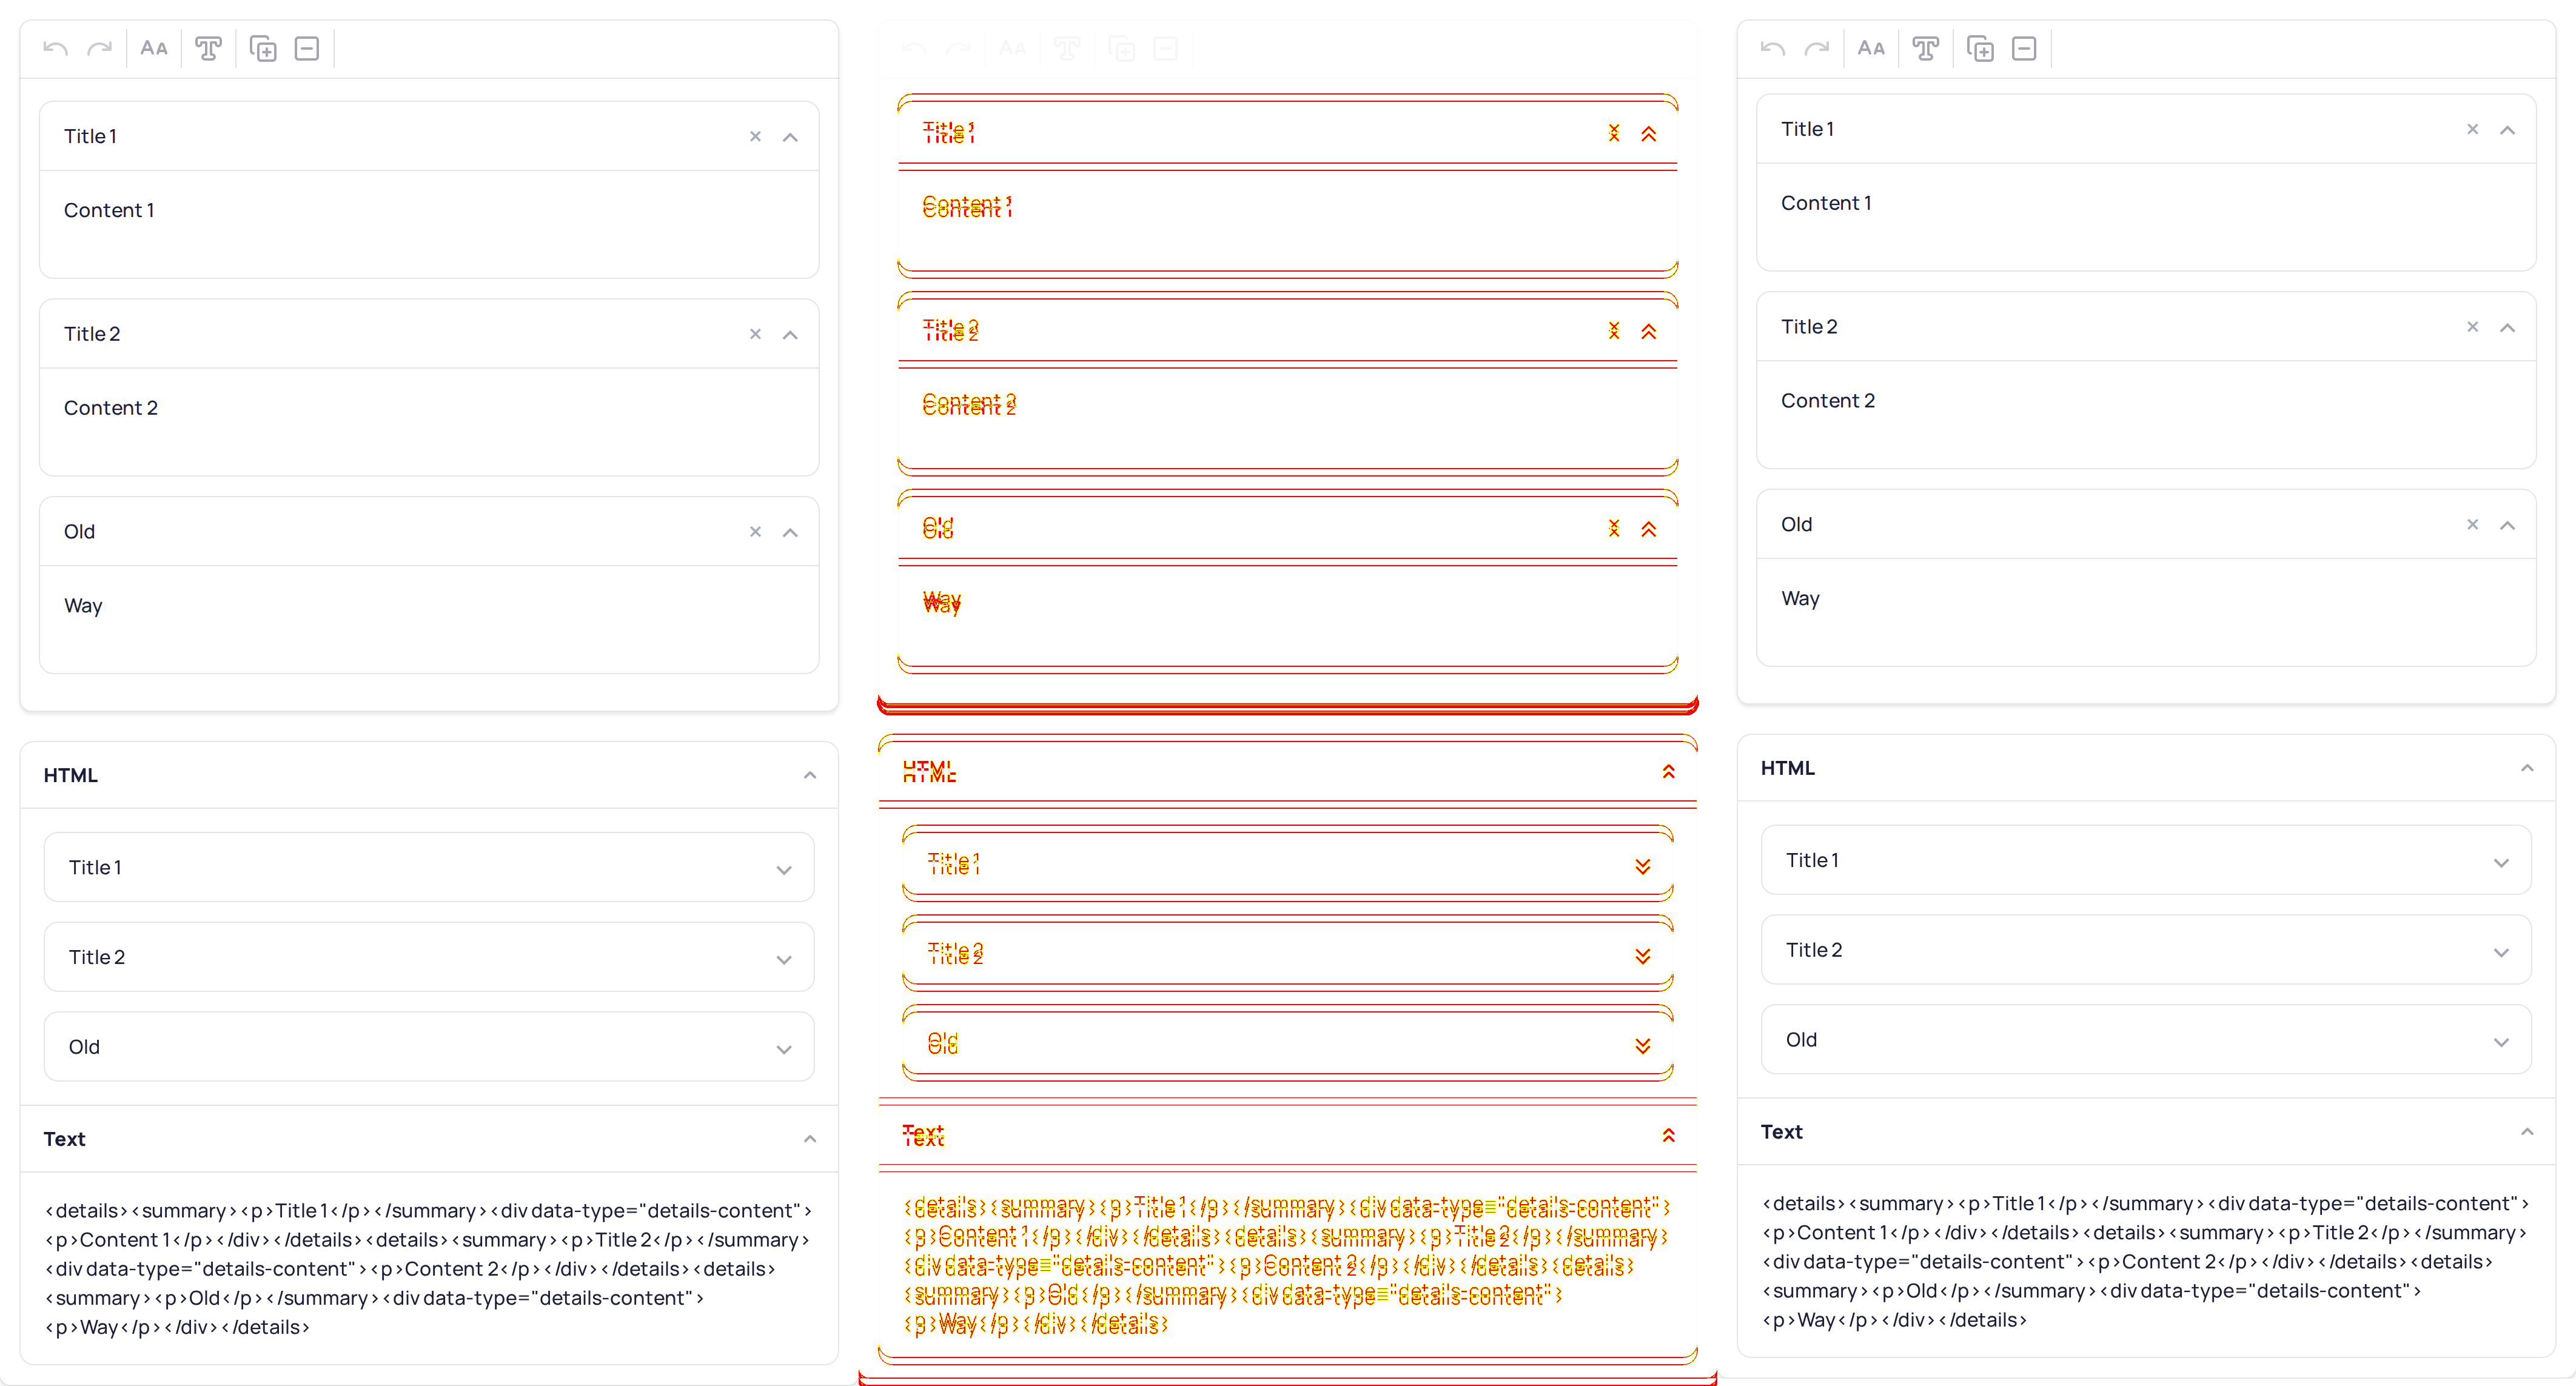 AA
Title 1
Content 1
Title 2
Content 2
Old
Way
HTML
Title 1
Title 2
Old
Text
<details><summary><p>Title 1</p></summary><div data-type="details-content">
<p>Content 1</p></div></details><details><summary><p>Title 2</p></summary>
<div data-type="details-content"><p>Content 2</p></div></details><details>
<summary><p>Old</p></summary><div data-type="details-content">
<p>Way</p></div></details>
AA
Title 1
Content 1
Title 2
Content 2
Old
Way
HTML
Title 1
Title 2
Old
Text
<details><summary><p>Title 1</p></summary><div data-type="details-content">
<p>Content 1</p></div></details><details><summary><p>Title 2</p></summary>
<div data-type="details-content"><p>Content 2</p></div></details><details>
<summary><p>Old</p></summary><div data-type="details-content">
<p>Way</p></div></details>
AA
Title 1
Content 1
Title 2
Content 2
Old
Way
HTML
Title 1
Title 2
Old
Text
<details><summary><p>Title 1</p></summary><div data-type="details-content">
<p>Content 1</p></div></details><details><summary><p>Title 2</p></summary>
<div data-type="details-content"><p>Content 2</p></div></details><details>
<summary><p>Old</p></summary><div data-type="details-content">
<p>Way</p></div></details>